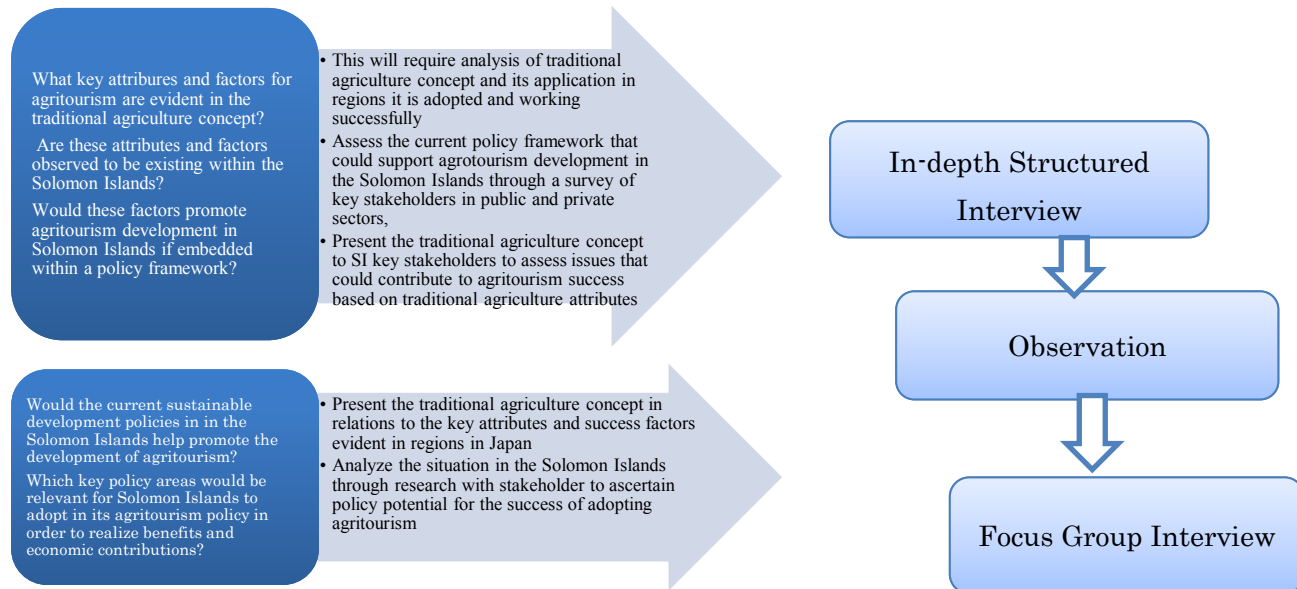 What key attribures and factors for
agritourism are evident in the
traditional agriculture concept?
Are these attributes and factors
observed to be existing within the
Solomon Islands?
Would these factors promote
agritourism development in
Solomon Islands if embedded
within a policy framework?
• This will require analysis of traditional
agriculture concept and its application in
regions it is adopted and working
successfully
• Assess the current policy framework that
could support agrotourism development in
the Solomon Islands through a survey of
key stakeholders in public and private
sectors,
• Present the traditional agriculture concept
to SI key stakeholders to assess issues that
could contribute to agritourism success
based on traditional agriculture attributes
Would the current sustainable
development policies in in the
Solomon Islands help promote the
development of agritourism?
Which key policy areas would be
relevant for Solomon Islands to
adopt in its agritourism policy in
order to realize benefits and
economic contributions?
• Present the traditional agriculture concept in
relations to the key attributes and success factors
evident in regions in Japan
• Analyze the situation in the Solomon Islands
through research with stakeholder to ascertain
policy potential for the success of adopting
agritourism
In-depth Structured
Interview
Observation
Focus Group Interview